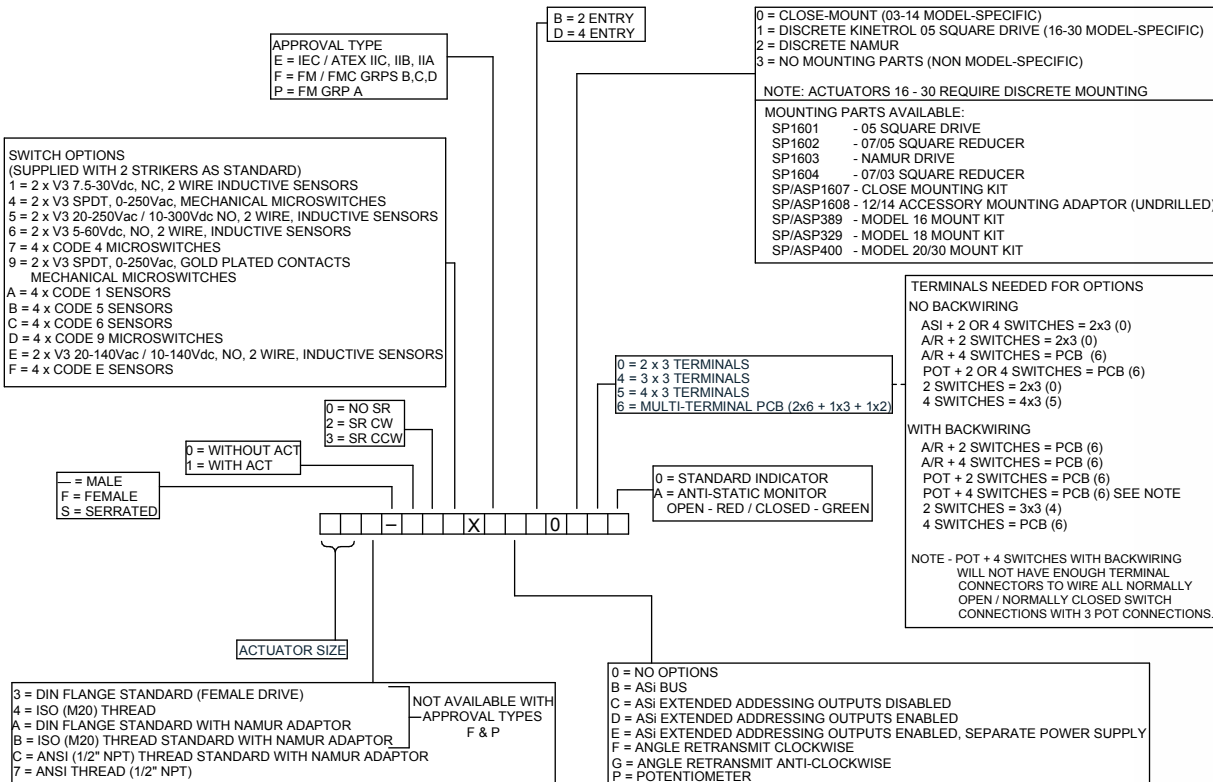 B = 2 ENTRY
D = 4 ENTRY
APPROVAL TYPE
E = IEC / ATEX IIC, IIB, IIA
F = FM / FMC GRPS B,C,D
P = FM GRP A
0 = CLOSE-MOUNT (03-14 MODEL-SPECIFIC)
1 = DISCRETE KINETROL 05 SQUARE DRIVE (16-30 MODEL-SPECIFIC)
2 = DISCRETE NAMUR
3 = NO MOUNTING PARTS (NON MODEL-SPECIFIC)
NOTE: ACTUATORS 16 - 30 REQUIRE DISCRETE MOUNTING
MOUNTING PARTS AVAILABLE:
SP1601 - 05 SQUARE DRIVE
SP1602 - 07/05 SQUARE REDUCER
SP1603 - NAMUR DRIVE
SP1604 - 07/03 SQUARE REDUCER
SP/ASP1607 - CLOSE MOUNTING KIT
SP/ASP1608 - 12/14 ACCESSORY MOUNTING ADAPTOR (UNDRILLED)
SP/ASP389 - MODEL 16 MOUNT KIT
SP/ASP329 - MODEL 18 MOUNT KIT
SP/ASP400 - MODEL 20/30 MOUNT KIT
SWITCH OPTIONS
(SUPPLIED WITH 2 STRIKERS AS STANDARD)
1 = 2 x V3 7.5-30Vdc, NC, 2 WIRE INDUCTIVE SENSORS
4 = 2 x V3 SPDT, 0-250Vac, MECHANICAL MICROSWITCHES
5 = 2 x V3 20-250Vac / 10-300Vdc NO, 2 WIRE, INDUCTIVE SENSORS
6 = 2 x V3 5-60Vdc, NO, 2 WIRE, INDUCTIVE SENSORS
7 = 4 x CODE 4 MICROSWITCHES
9 = 2 x V3 SPDT, 0-250Vac, GOLD PLATED CONTACTS
MECHANICAL MICROSWITCHES
A = 4 x CODE 1 SENSORS
B = 4 x CODE 5 SENSORS
C = 4 x CODE 6 SENSORS
D = 4 x CODE 9 MICROSWITCHES
E = 2 x V3 20-140Vac / 10-140Vdc, NO, 2 WIRE, INDUCTIVE SENSORS
F = 4 x CODE E SENSORS
TERMINALS NEEDED FOR OPTIONS
NO BACKWIRING
ASI + 2 OR 4 SWITCHES = 2x3 (0)
A/R + 2 SWITCHES = 2x3 (0)
A/R + 4 SWITCHES = PCB (6)
POT + 2 OR 4 SWITCHES = PCB (6)
2 SWITCHES = 2x3 (0)
4 SWITCHES = 4x3 (5)
WITH BACKWIRING
A/R + 2 SWITCHES = PCB (6)
A/R + 4 SWITCHES = PCB (6)
POT + 2 SWITCHES = PCB (6)
POT + 4 SWITCHES = PCB (6) SEE NOTE
2 SWITCHES = 3x3 (4)
4 SWITCHES = PCB (6)
NOTE - POT + 4 SWITCHES WITH BACKWIRING
WILL NOT HAVE ENOUGH TERMINAL
CONNECTORS TO WIRE ALL NORMALLY
OPEN / NORMALLY CLOSED SWITCH
CONNECTIONS WITH 3 POT CONNECTIONS.
0 = 2 x 3 TERMINALS
4 = 3 x 3 TERMINALS
5 = 4 x 3 TERMINALS
6 = MULTI-TERMINAL PCB (2x6 + 1x3 + 1x2)
0 = NO SR
2 = SR CW
3 = SR CCW
0 = WITHOUT ACT
1 = WITH ACT
— = MALE
F = FEMALE
S = SERRATED
0 = STANDARD INDICATOR
A = ANTI-STATIC MONITOR
OPEN - RED / CLOSED - GREEN
– X 0
ACTUATOR SIZE
3 = DIN FLANGE STANDARD (FEMALE DRIVE)
4 = ISO (M20) THREAD
A = DIN FLANGE STANDARD WITH NAMUR ADAPTOR
B = ISO (M20) THREAD STANDARD WITH NAMUR ADAPTOR
C = ANSI (1/2" NPT) THREAD STANDARD WITH NAMUR ADAPTOR
7 = ANSI THREAD (1/2" NPT)
NOT AVAILABLE WITH
APPROVAL TYPES
F & P
0 = NO OPTIONS
B = ASi BUS
C = ASi EXTENDED ADDESSING OUTPUTS DISABLED
D = ASi EXTENDED ADDRESSING OUTPUTS ENABLED
E = ASi EXTENDED ADDRESSING OUTPUTS ENABLED, SEPARATE POWER SUPPLY
F = ANGLE RETRANSMIT CLOCKWISE
G = ANGLE RETRANSMIT ANTI-CLOCKWISE
P = POTENTIOMETER